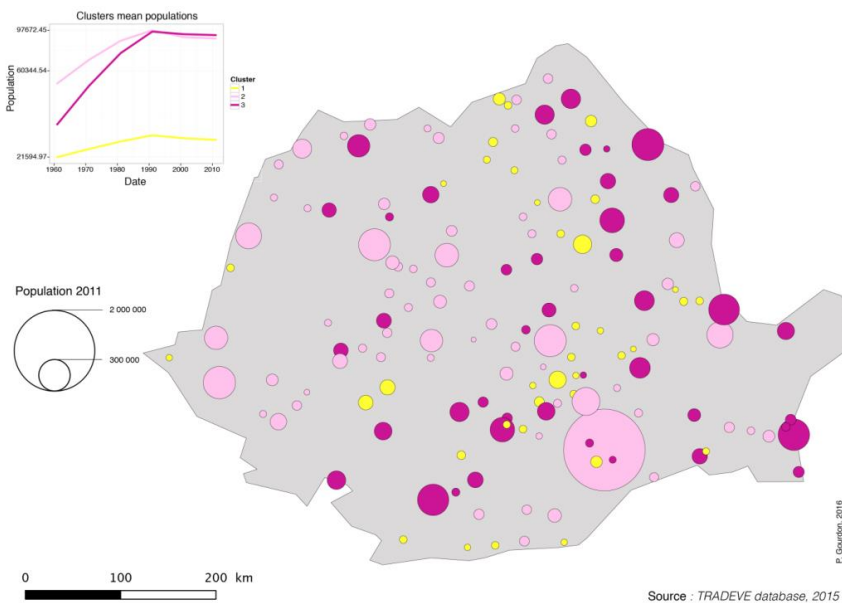 Clusters mean populations
97672.45
60344.54
21594.97
Population
1960 1970 1980 1990 2000 2010
Date
Cluster
1
2
3
Population 2011
2 000 000
300 000
0 100 200 km
P. Gourdon, 2016
Source : TRADEVE database, 2015